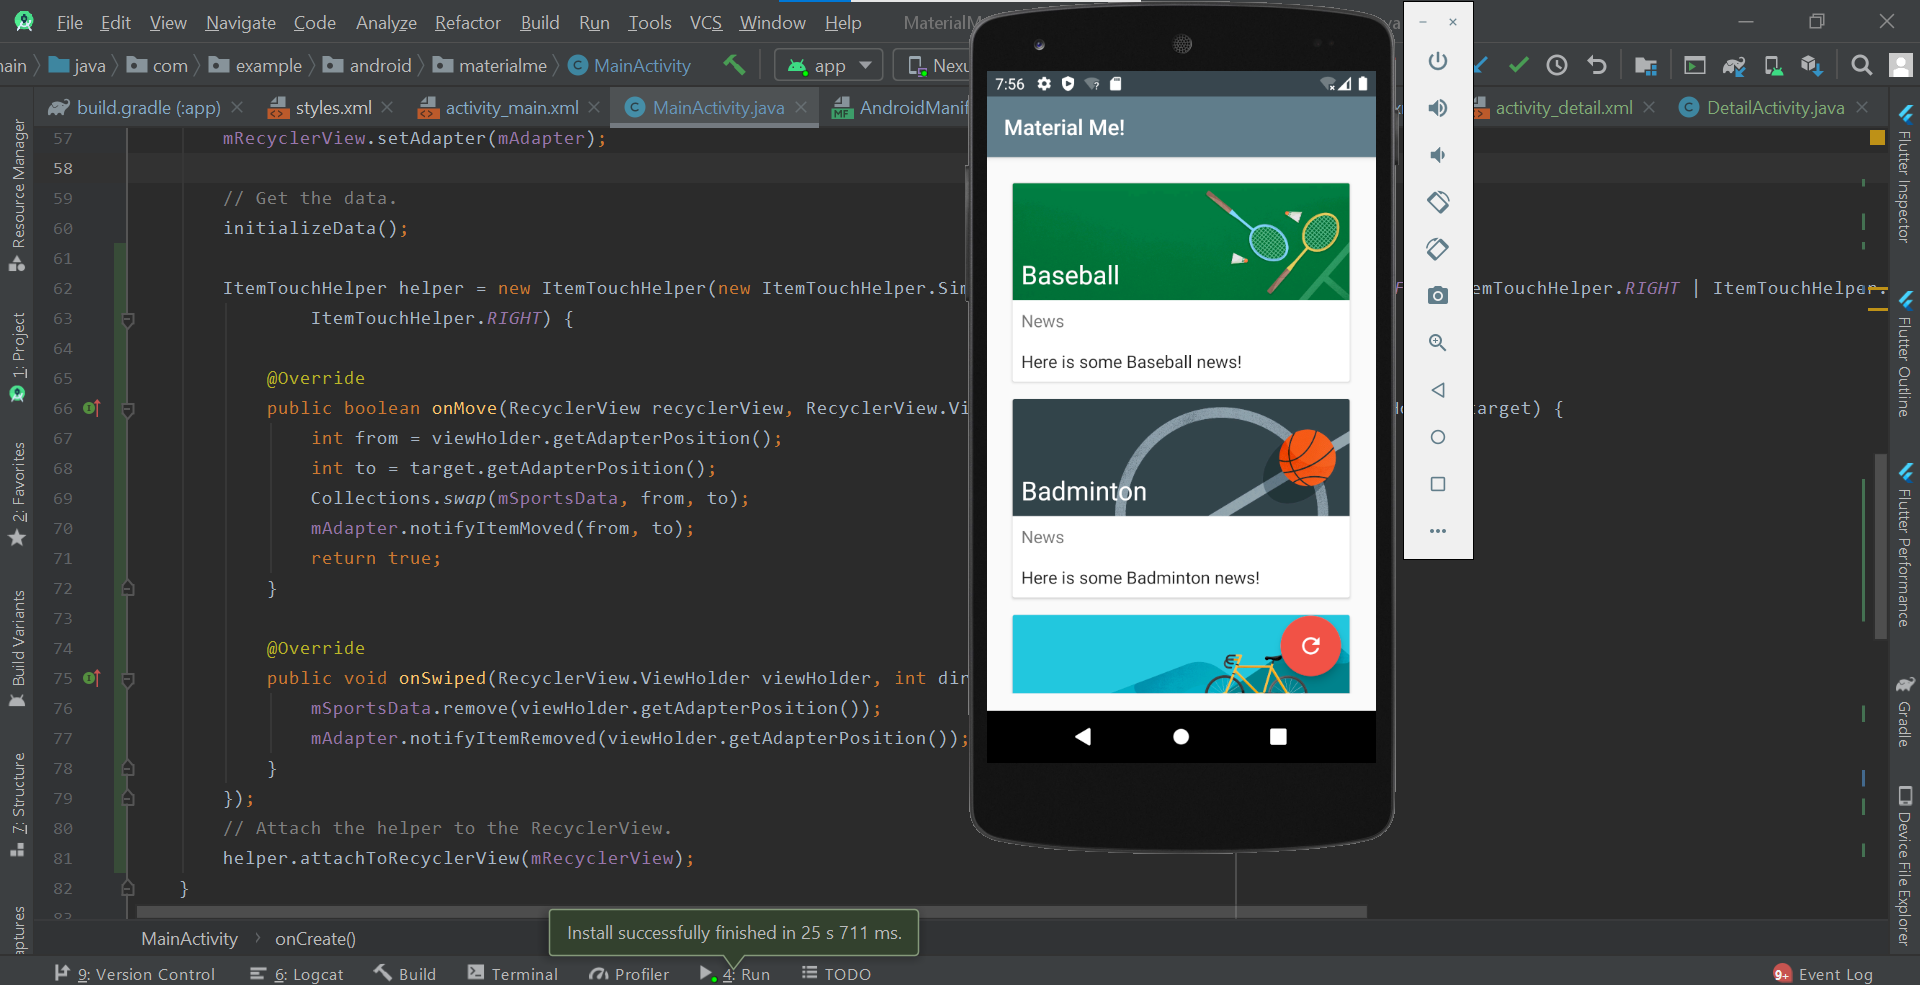 File Edit View Navigate Code Analyze Refactor Build Run Tools VCS Window Help MaterialM
java com example android materialme MainActivity app Nexu
build.gradle (:app) styles.xml activity_main.xml MainActivity.java AndroidManif activity_detail.xml DetailActivity.java
57 mRecyclerView.setAdapter(mAdapter);
58
59 // Get the data.
60 initializeData();
61
62 ItemTouchHelper helper = new ItemTouchHelper(new ItemTouchHelper.Sim emTouchHelper.RIGHT | ItemTouchHelper.
63 ItemTouchHelper.RIGHT) {
64
65 @Override
66 public boolean onMove(RecyclerView recyclerView, RecyclerView.Vi target) {
67 int from = viewHolder.getAdapterPosition();
68 int to = target.getAdapterPosition();
69 Collections.swap(mSportsData, from, to);
70 mAdapter.notifyItemMoved(from, to);
71 return true;
72 }
73
74 @Override
75 public void onSwiped(RecyclerView.ViewHolder viewHolder, int dir
76 mSportsData.remove(viewHolder.getAdapterPosition());
77 mAdapter.notifyItemRemoved(viewHolder.getAdapterPosition());
78 }
79 });
80 // Attach the helper to the RecyclerView.
81 helper.attachToRecyclerView(mRecyclerView);
82 }
MainActivity onCreate()
Install successfully finished in 25 s 711 ms.
9: Version Control 6: Logcat Build Terminal Profiler 4: Run TODO 9+ Event Log
Resource Manager
1: Project
2: Favorites
Build Variants
7: Structure
aptures
7:56
Material Me!
Baseball
News
Here is some Baseball news!
Badminton
News
Here is some Badminton news!
Flutter Inspector
Flutter Outline
Flutter Performance
Gradle
Device File Explorer